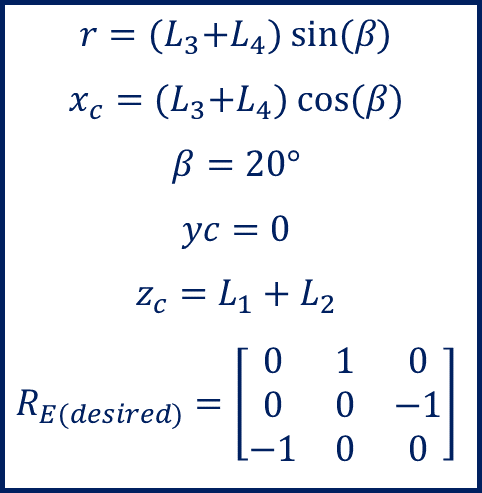 r = (L₃+L₄) sin(β)
x_c = (L₃+L₄) cos(β)
β = 20°
yc = 0
z_c = L₁ + L₂
R_E(desired) = [0 1 0
0 0 −1
−1 0 0]